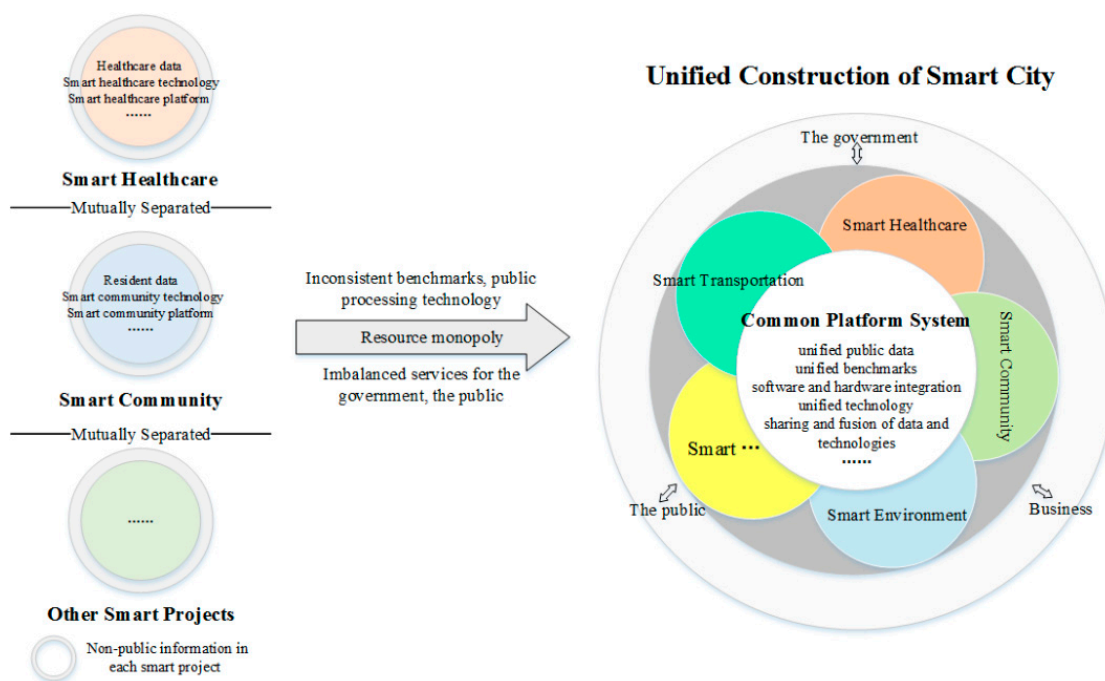 Healthcare data
Smart healthcare technology
Smart healthcare platform
......
Smart Healthcare
Mutually Separated
Resident data
Smart community technology
Smart community platform
......
Smart Community
Mutually Separated
......
Other Smart Projects
Non-public information in
each smart project
Inconsistent benchmarks, public
processing technology
Resource monopoly
Imbalanced services for the
government, the public
Unified Construction of Smart City
The government
Smart Healthcare
Smart Transportation
Common Platform System
unified public data
unified benchmarks
software and hardware integration
unified technology
sharing and fusion of data and
technologies
......
Smart Community
Smart ···
Smart Environment
The public
Business